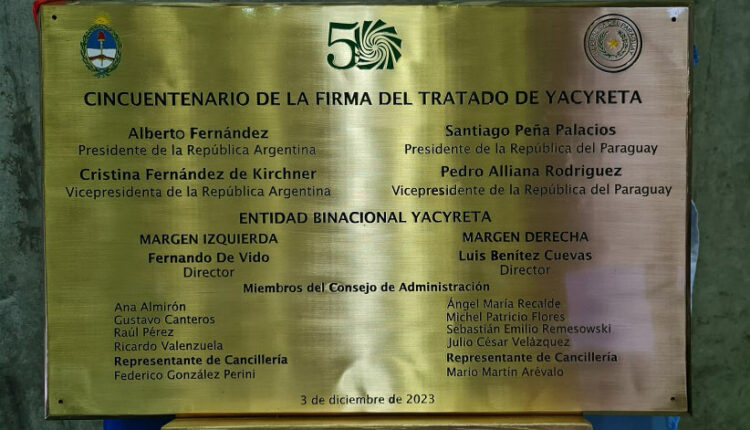 50
CINCUENTENARIO DE LA FIRMA DEL TRATADO DE YACYRETA
Alberto Fernández
Presidente de la República Argentina
Santiago Peña Palacios
Presidente de la República del Paraguay
Cristina Fernández de Kirchner
Vicepresidenta de la República Argentina
Pedro Alliana Rodríguez
Vicepresidente de la República del Paraguay
ENTIDAD BINACIONAL YACYRETA
MARGEN IZQUIERDA
Fernando De Vido
Director
MARGEN DERECHA
Luis Benítez Cuevas
Director
Miembros del Consejo de Administración
Ana Almirón
Gustavo Canteros
Raúl Pérez
Ricardo Valenzuela
Representante de Cancillería
Federico González Perini
Ángel María Recalde
Michel Patricio Flores
Sebastián Emilio Remesowski
Julio César Velázquez
Representante de Cancillería
Mario Martín Arévalo
3 de diciembre de 2023